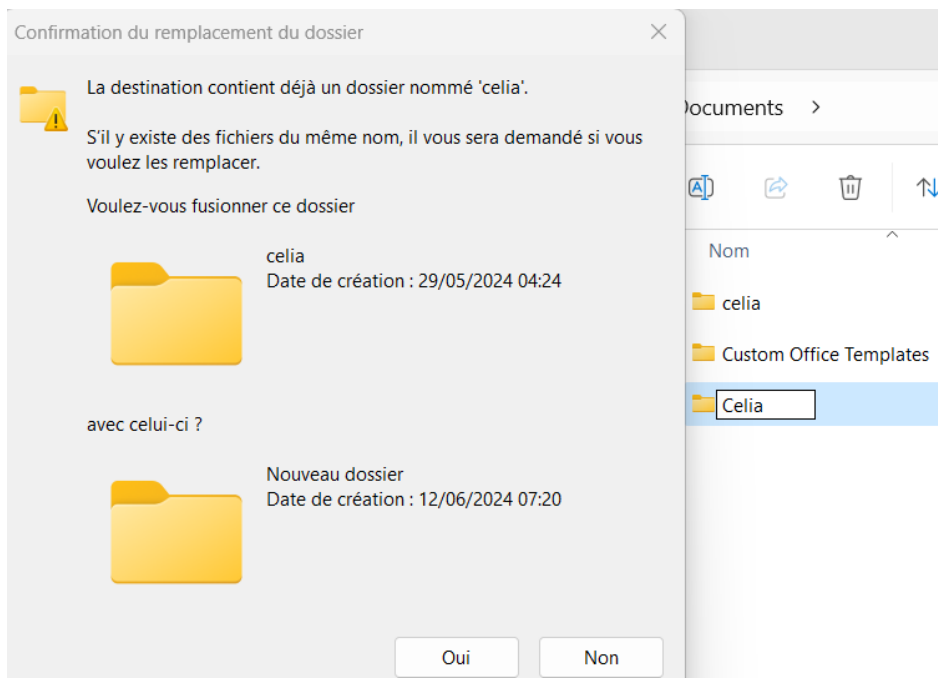 Confirmation du remplacement du dossier
La destination contient déjà un dossier nommé 'celia'.
S'il y existe des fichiers du même nom, il vous sera demandé si vous
voulez les remplacer.
Voulez-vous fusionner ce dossier
celia
Date de création : 29/05/2024 04:24
avec celui-ci ?
Nouveau dossier
Date de création : 12/06/2024 07:20
Oui
Non
Documents
Nom
celia
Custom Office Templates
Celia